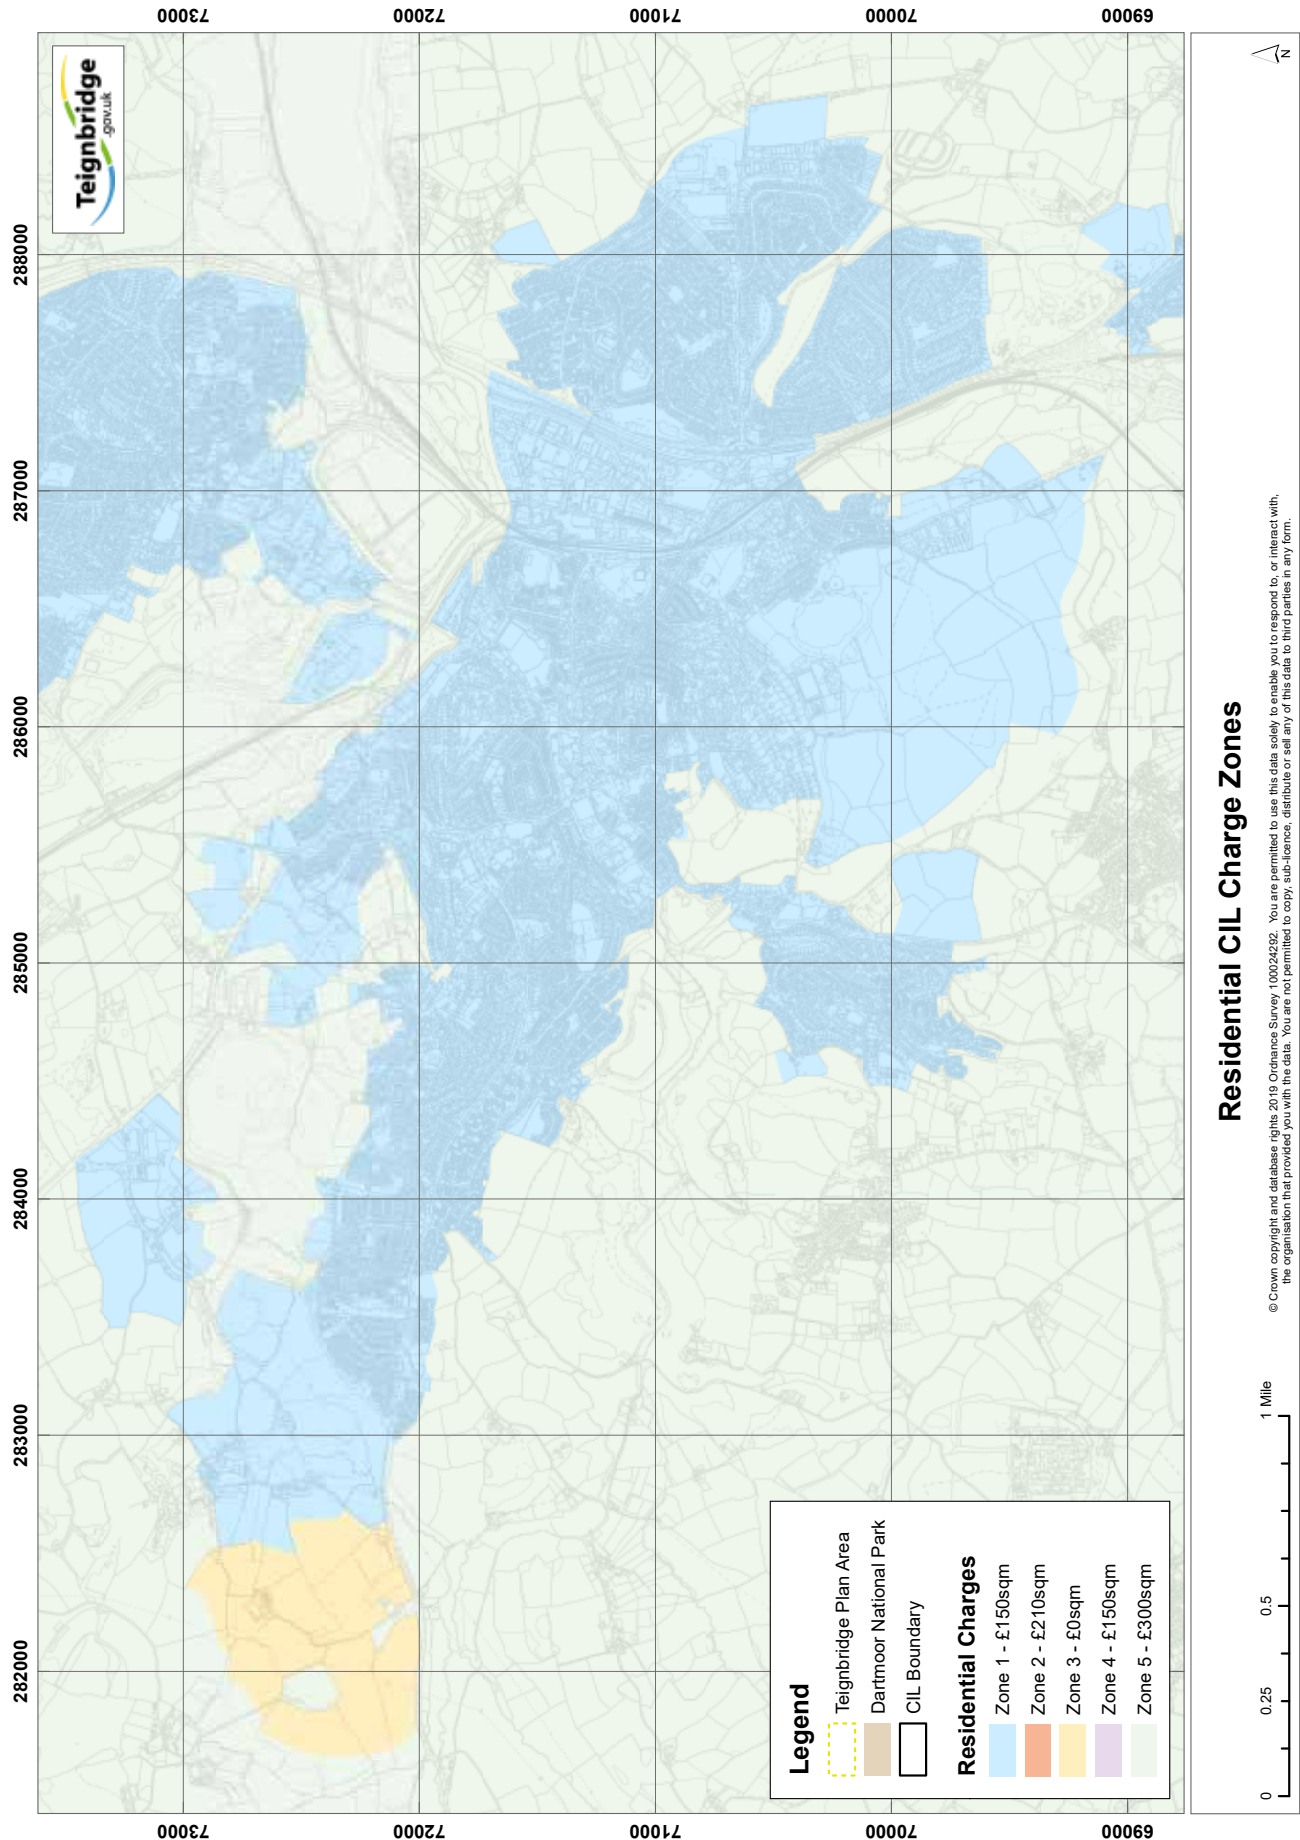 73000
72000
71000
70000
69000
Teignbridge
.gov.uk
282000
283000
284000
285000
286000
287000
288000
Legend
Teignbridge Plan Area
Dartmoor National Park
CIL Boundary
Residential Charges
Zone 1 - £150sqm
Zone 2 - £210sqm
Zone 3 - £0sqm
Zone 4 - £150sqm
Zone 5 - £300sqm
73000
72000
71000
70000
69000
Residential CIL Charge Zones
0
0.25
0.5
1 Mile
© Crown copyright and database rights 2019 Ordnance Survey 100024292. You are permitted to use this data solely to enable you to respond to, or interact with,
the organisation that provided you with the data. You are not permitted to copy, sub-licence, distribute or sell any of this data to third parties in any form.
N